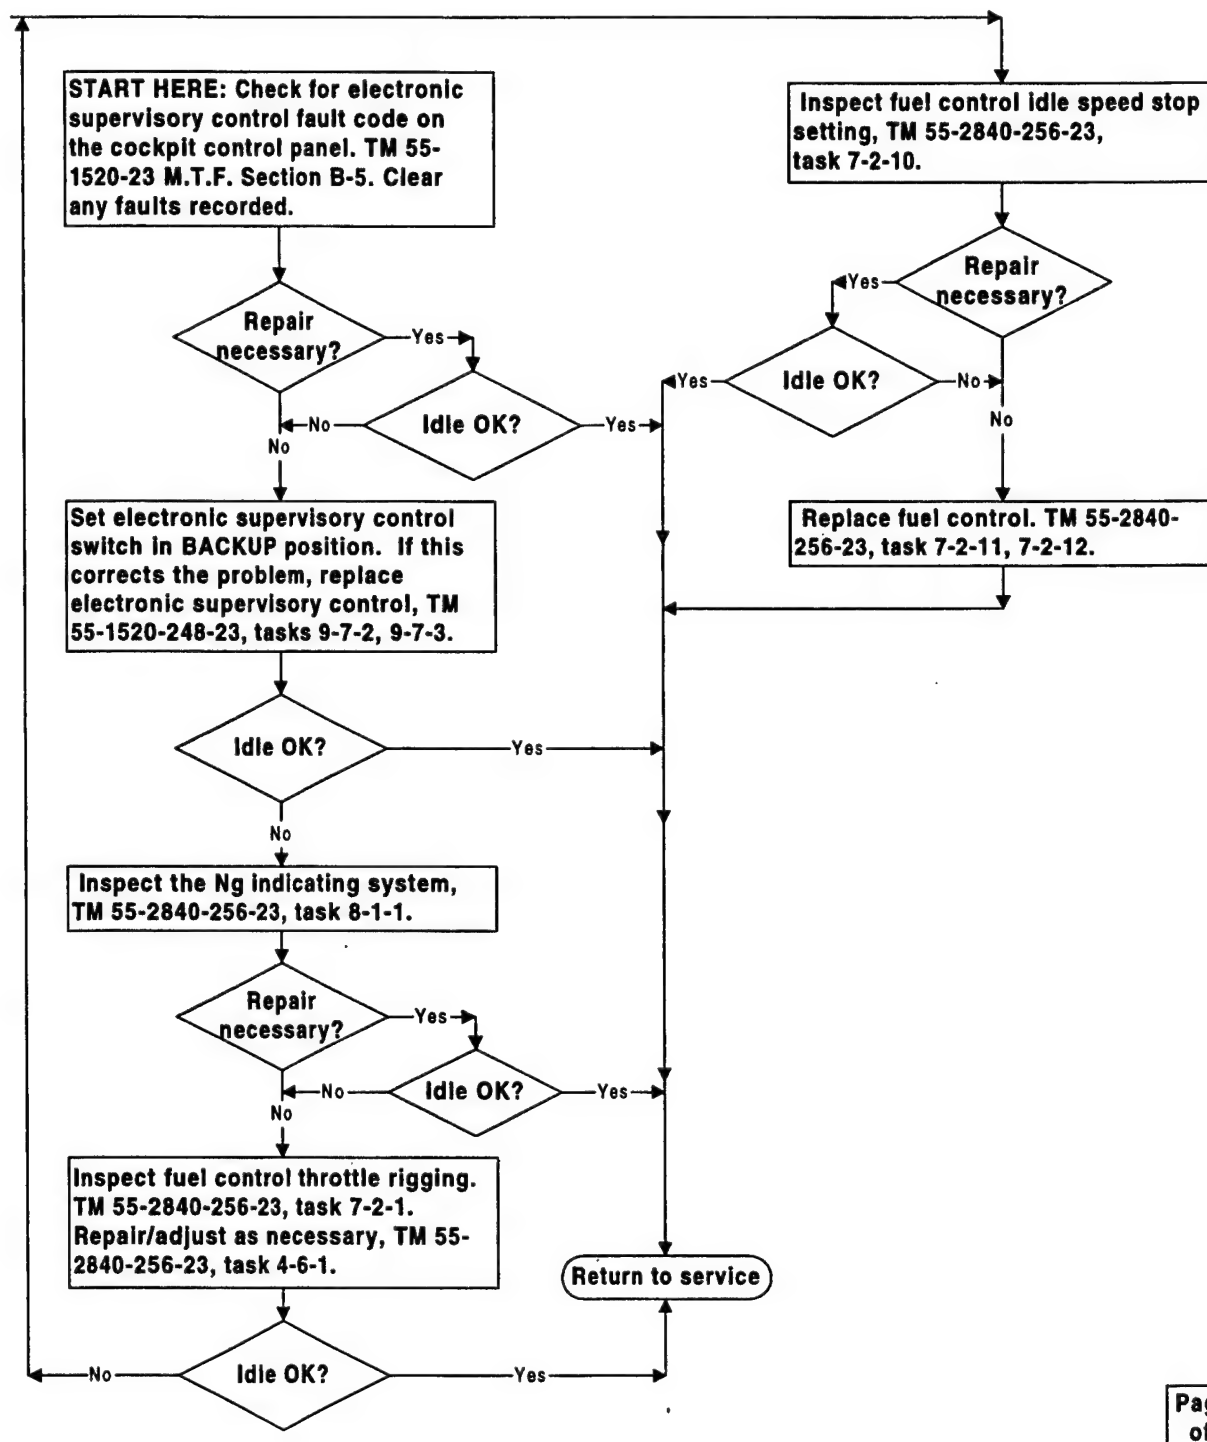 START HERE: Check for electronic
supervisory control fault code on
the cockpit control panel. TM 55-
1520-23 M.T.F. Section B-5. Clear
any faults recorded.
Repair
necessary?
Yes
Idle OK?
No
Yes
No
Set electronic supervisory control
switch in BACKUP position. If this
corrects the problem, replace
electronic supervisory control, TM
55-1520-248-23, tasks 9-7-2, 9-7-3.
Idle OK?
Yes
No
Inspect the Ng indicating system,
TM 55-2840-256-23, task 8-1-1.
Repair
necessary?
Yes
Idle OK?
No
Yes
No
Inspect fuel control throttle rigging.
TM 55-2840-256-23, task 7-2-1.
Repair/adjust as necessary, TM 55-
2840-256-23, task 4-6-1.
Idle OK?
No
Yes
Inspect fuel control idle speed stop
setting, TM 55-2840-256-23,
task 7-2-10.
Repair
necessary?
Yes
Idle OK?
Yes
No
No
Replace fuel control. TM 55-2840-
256-23, task 7-2-11, 7-2-12.
Return to service
of